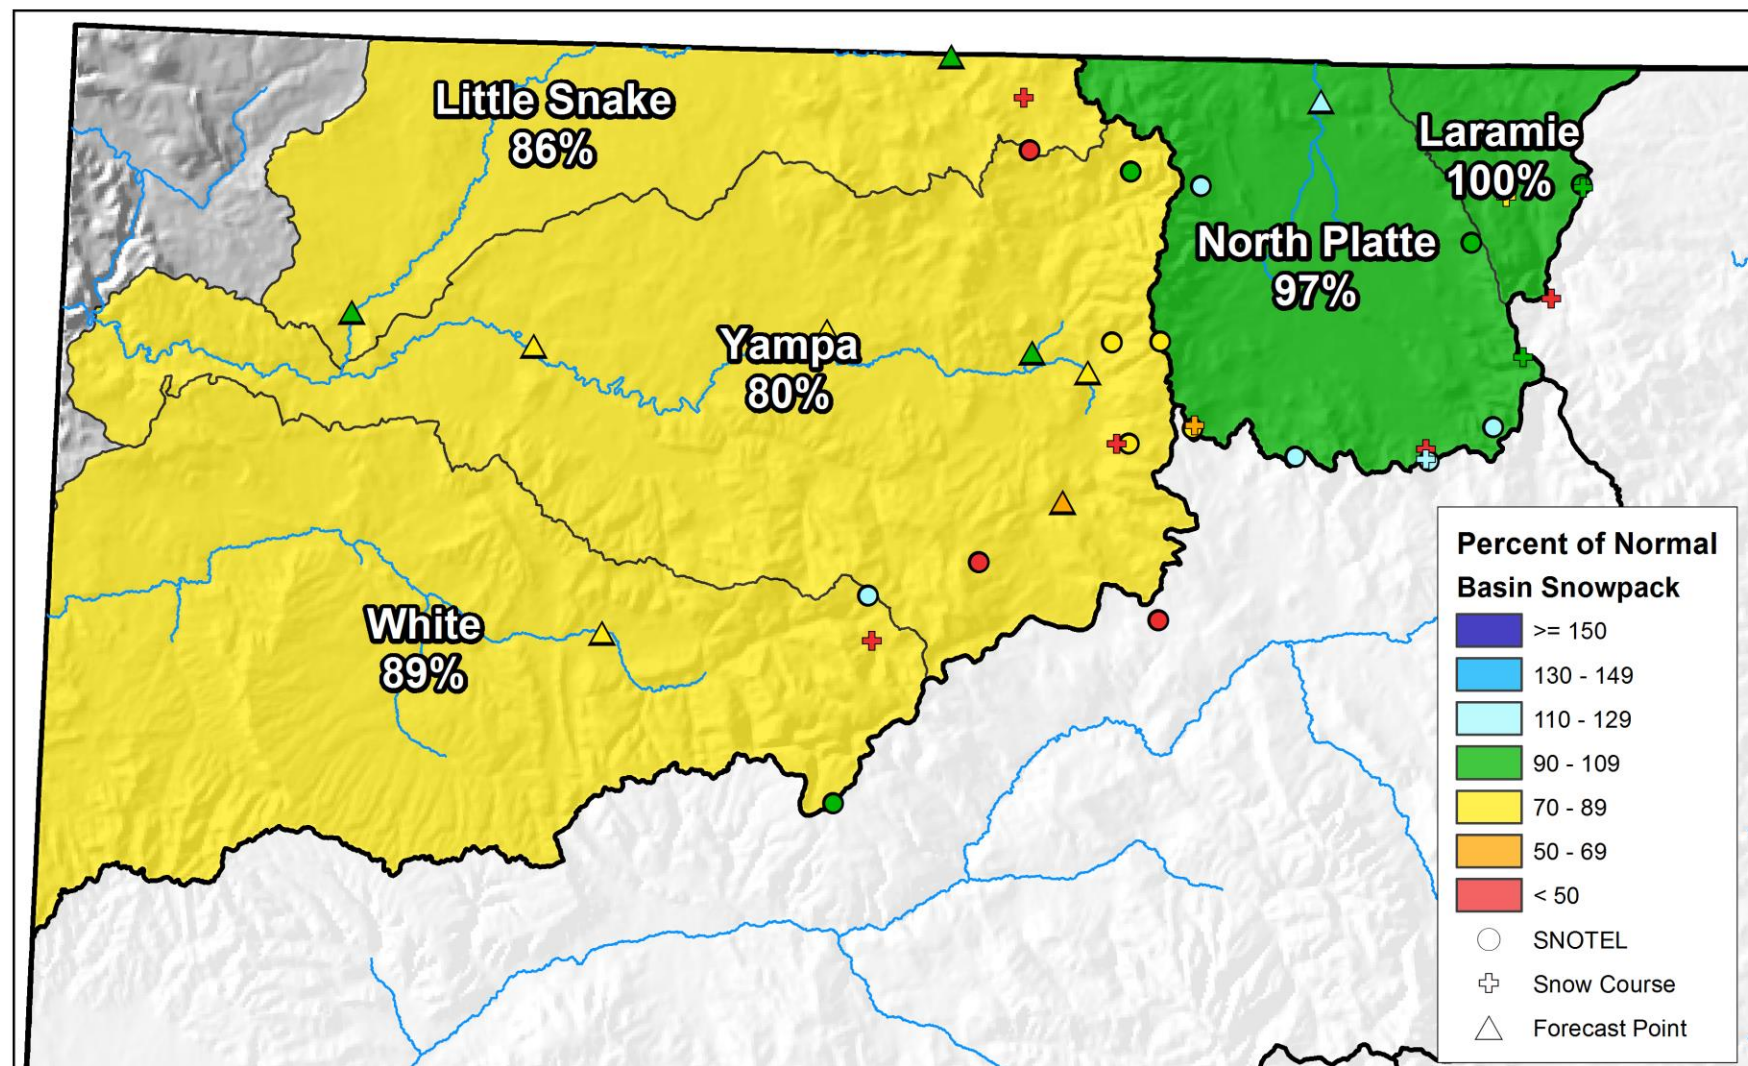 Little Snake
86%
Laramie
100%
North Platte
97%
Yampa
80%
White
89%
Percent of Normal
Basin Snowpack
>= 150
130 - 149
110 - 129
90 - 109
70 - 89
50 - 69
< 50
SNOTEL
Snow Course
Forecast Point